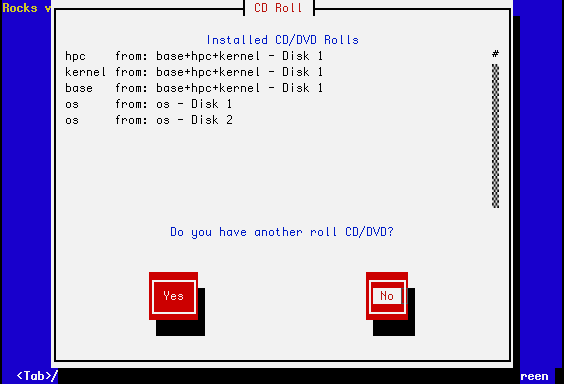 Rocks v
CD Roll
Installed CD/DVD Rolls
hpc from: base+hpc+kernel - Disk 1
#
kernel from: base+hpc+kernel - Disk 1
base from: base+hpc+kernel - Disk 1
os from: os - Disk 1
os from: os - Disk 2
Do you have another roll CD/DVD?
Yes
No
<Tab>/
reen